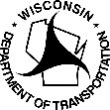 WISCONSIN
DEPARTMENT OF TRANSPORTATION